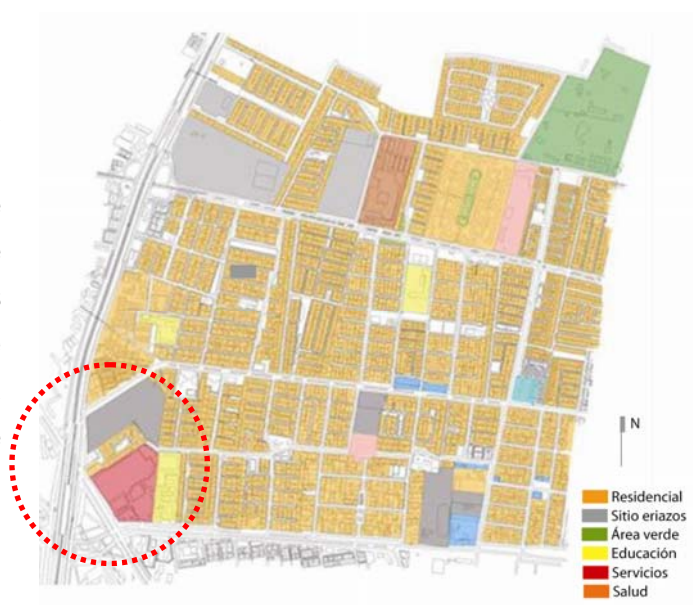 N
Residencial
Sitio eriazos
Área verde
Educación
Servicios
Salud